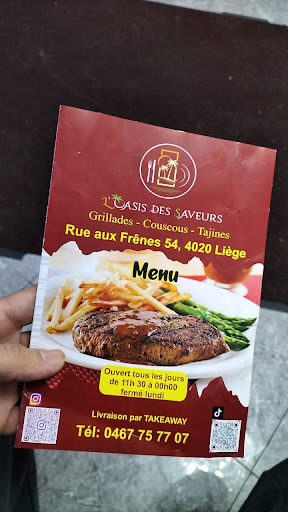 L'Oasis des Saveurs
Grillades - Couscous - Tajines
Rue aux Frênes 54, 4020 Liège
Menu
Ouvert tous les jours
de 11h 30 à 00h00
fermé lundi
Livraison par TAKEAWAY
Tél: 0467 75 77 07